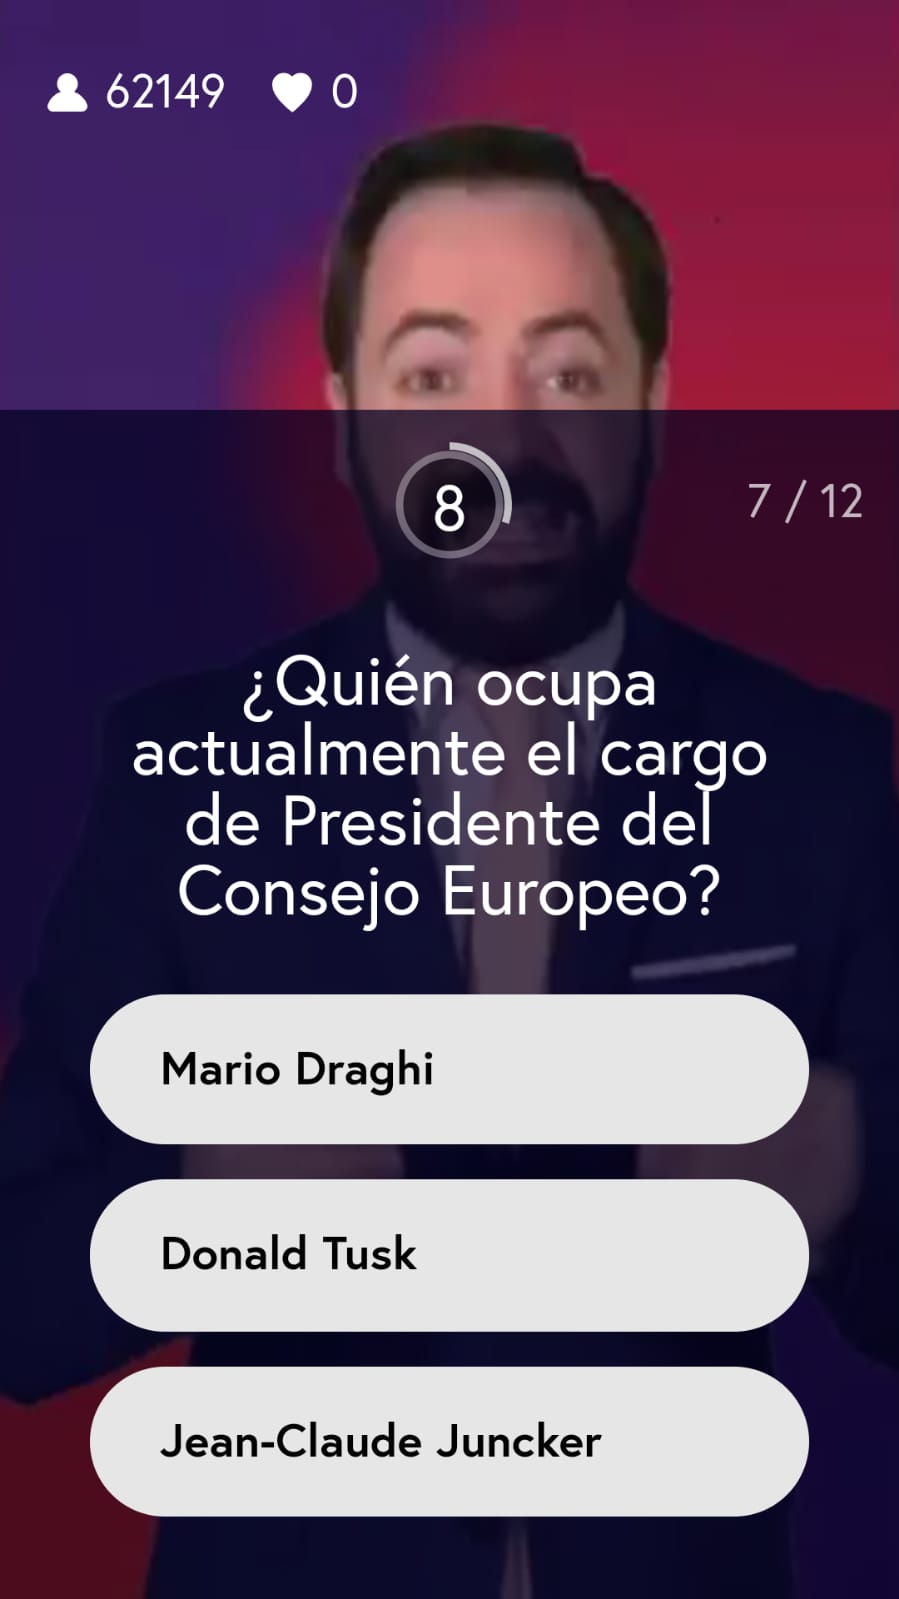 62149 0
8
7 / 12
¿Quién ocupa
actualmente el cargo
de Presidente del
Consejo Europeo?
Mario Draghi
Donald Tusk
Jean-Claude Juncker